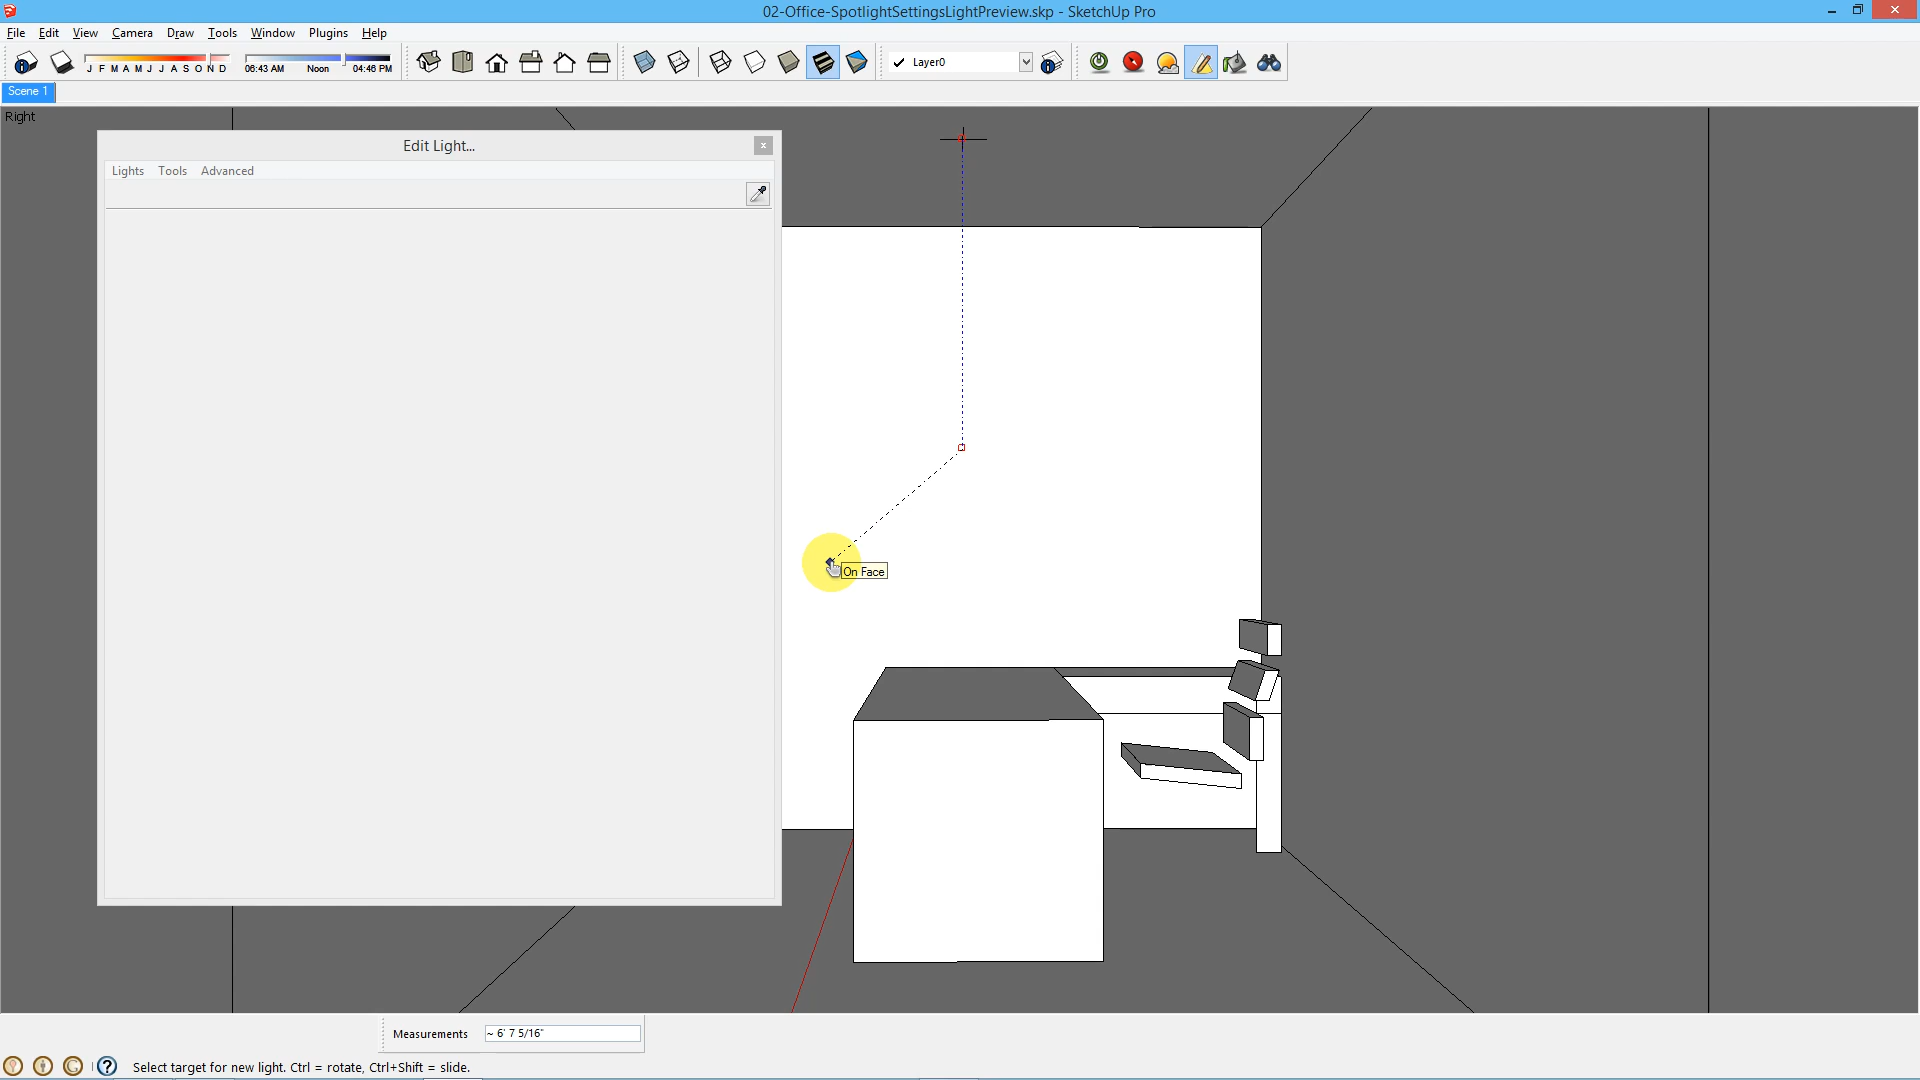 02-Office-SpotlightSettingsLightPreview.skp - SketchUp Pro
File Edit View Camera Draw Tools Window Plugins Help
J F M A M J J A S O N D 06:43 AM Noon 04:46 PM Layer0
Scene 1
Right
Edit Light...
Lights Tools Advanced
On Face
Measurements ~ 6' 7 5/16"
Select target for new light. Ctrl = rotate, Ctrl+Shift = slide.